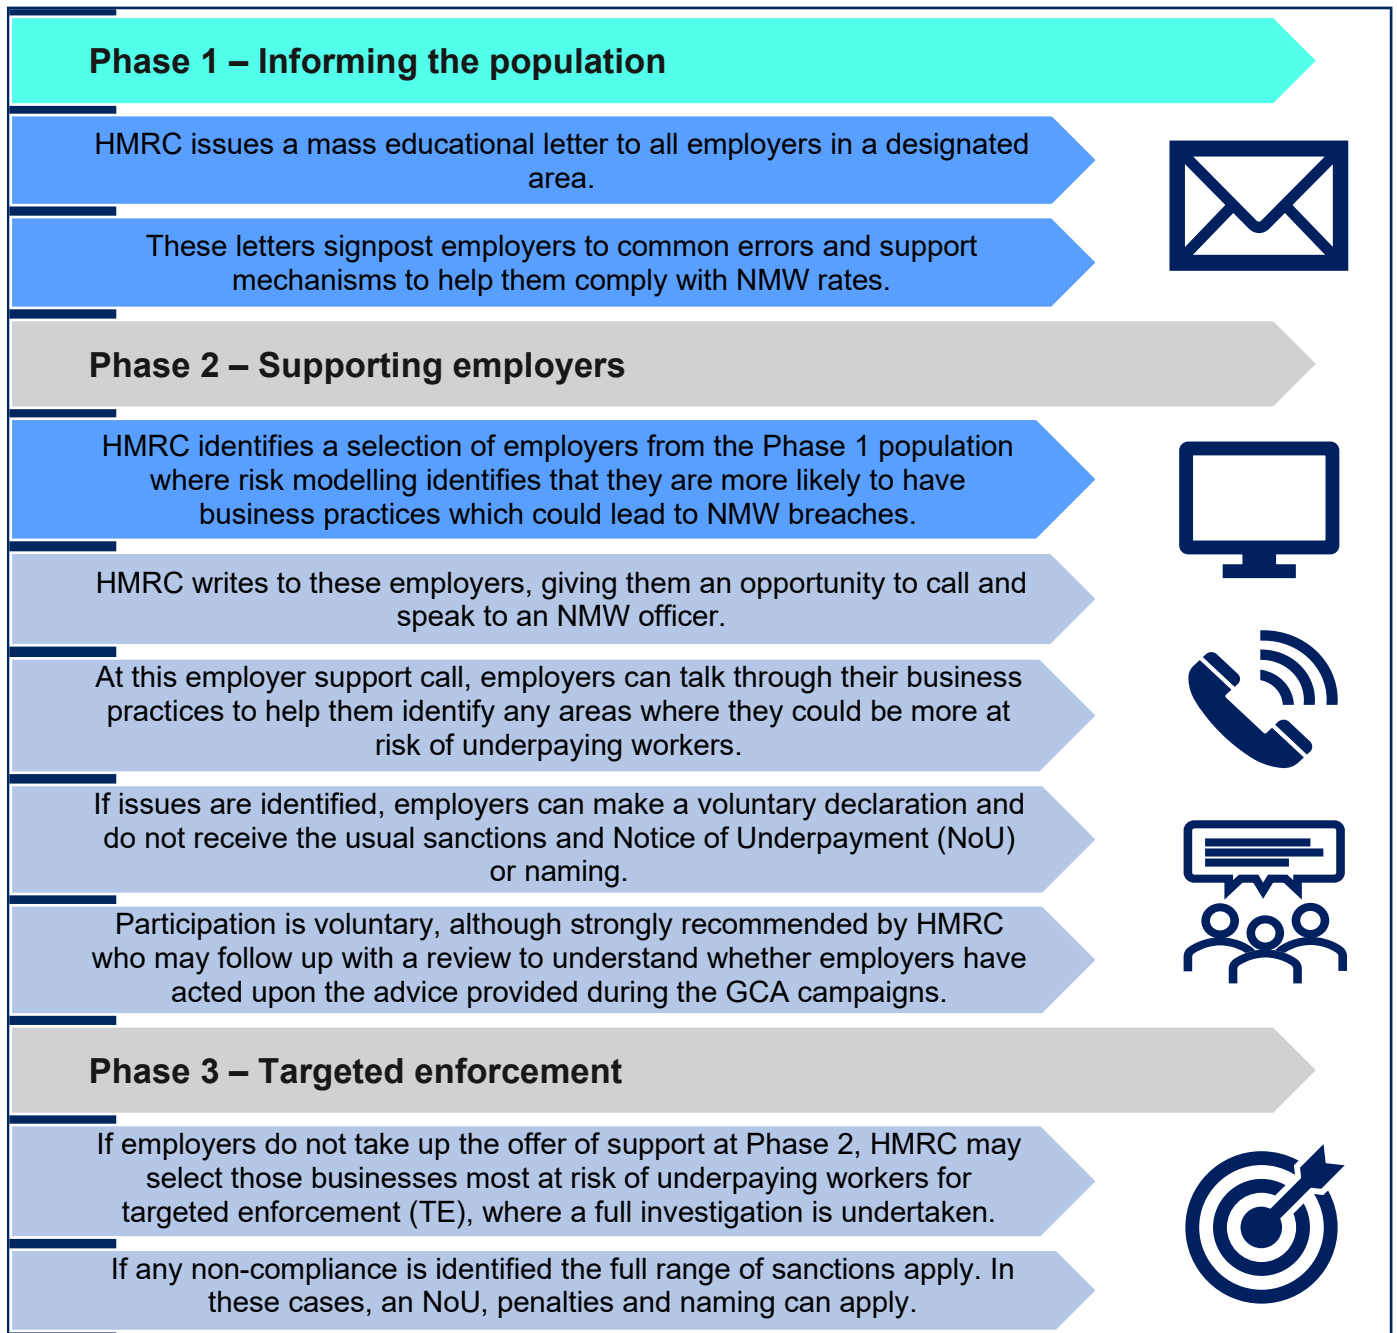 Phase 1 – Informing the population
HMRC issues a mass educational letter to all employers in a designated
area.
These letters signpost employers to common errors and support
mechanisms to help them comply with NMW rates.
Phase 2 – Supporting employers
HMRC identifies a selection of employers from the Phase 1 population
where risk modelling identifies that they are more likely to have
business practices which could lead to NMW breaches.
HMRC writes to these employers, giving them an opportunity to call and
speak to an NMW officer.
At this employer support call, employers can talk through their business
practices to help them identify any areas where they could be more at
risk of underpaying workers.
If issues are identified, employers can make a voluntary declaration and
do not receive the usual sanctions and Notice of Underpayment (NoU)
or naming.
Participation is voluntary, although strongly recommended by HMRC
who may follow up with a review to understand whether employers have
acted upon the advice provided during the GCA campaigns.
Phase 3 – Targeted enforcement
If employers do not take up the offer of support at Phase 2, HMRC may
select those businesses most at risk of underpaying workers for
targeted enforcement (TE), where a full investigation is undertaken.
If any non-compliance is identified the full range of sanctions apply. In
these cases, an NoU, penalties and naming can apply.